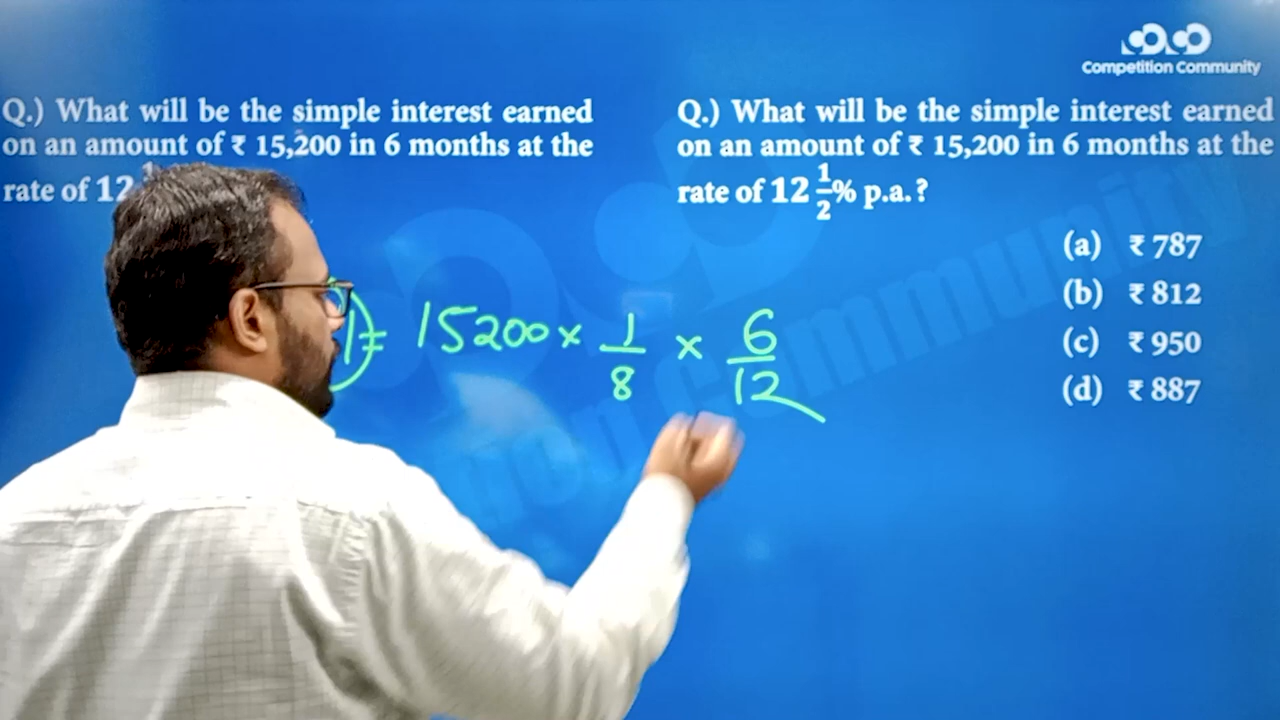 Competition Community
Q.) What will be the simple interest earned
on an amount of ₹ 15,200 in 6 months at the
rate of 12
Q.) What will be the simple interest earned
on an amount of ₹ 15,200 in 6 months at the
rate of 12 1/2% p.a.?
(a) ₹ 787
(b) ₹ 812
(c) ₹ 950
(d) ₹ 887
= 15200 × 1/8 × 6/12